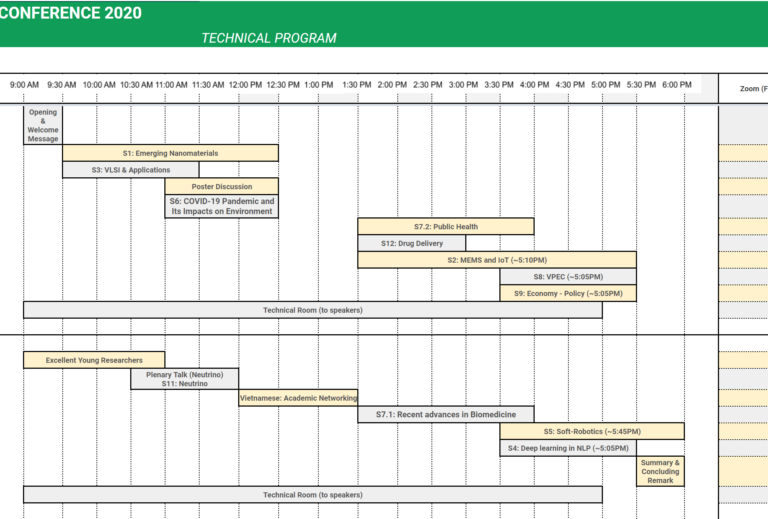 CONFERENCE 2020
TECHNICAL PROGRAM
9:00 AM 9:30 AM 10:00 AM 10:30 AM 11:00 AM 11:30 AM 12:00 PM 12:30 PM 1:00 PM 1:30 PM 2:00 PM 2:30 PM 3:00 PM 3:30 PM 4:00 PM 4:30 PM 5:00 PM 5:30 PM 6:00 PM Zoom (F
Opening
&
Welcome
Message
S1: Emerging Nanomaterials
S3: VLSI & Applications
Poster Discussion
S6: COVID-19 Pandemic and
Its Impacts on Environment
S7.2: Public Health
S12: Drug Delivery
S2: MEMS and IoT (~5:10PM)
S8: VPEC (~5:05PM)
S9: Economy - Policy (~5:05PM)
Technical Room (to speakers)
Excellent Young Researchers
Plenary Talk (Neutrino)
S11: Neutrino
Vietnamese: Academic Networking
S7.1: Recent advances in Biomedicine
S5: Soft-Robotics (~5:45PM)
S4: Deep learning in NLP (~5:05PM)
Summary &
Concluding
Remark
Technical Room (to speakers)